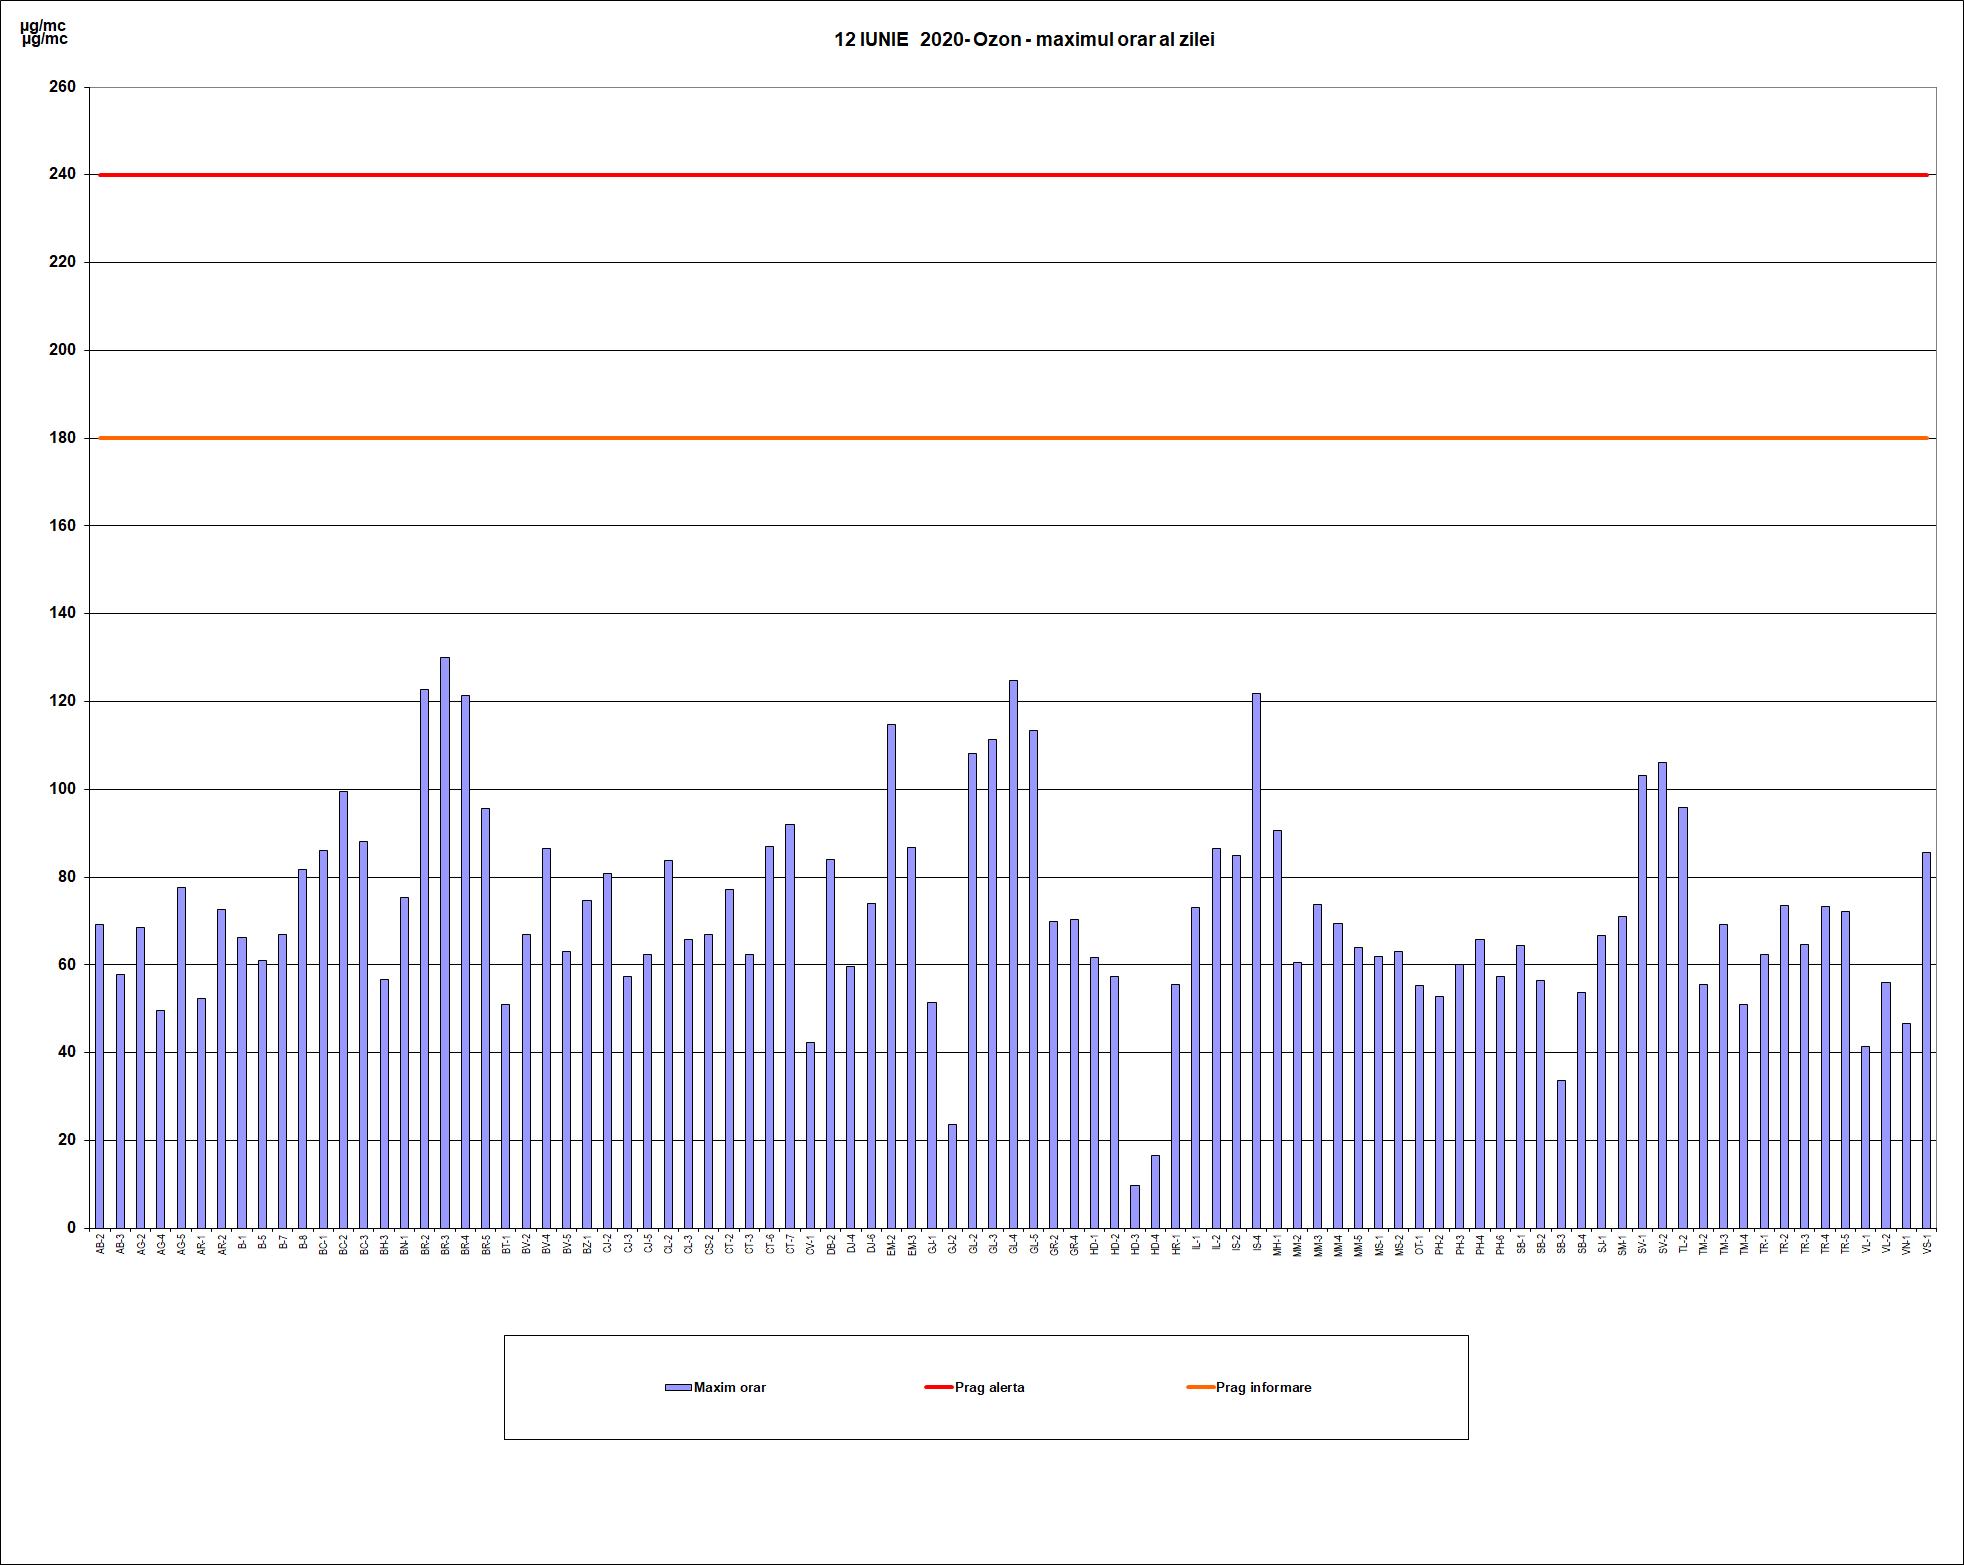 µg/mc
µg/mc
12 IUNIE 2020- Ozon - maximul orar al zilei
260
240
220
200
180
160
140
120
100
80
60
40
20
0
AB-2 AB-3 AG-2 AG-4 AG-5 AR-1 AR-2 B-1 B-5 B-7 B-8 BC-1 BC-2 BC-3 BH-3 BN-1 BR-2 BR-3 BR-4 BR-5 BT-1 BV-2 BV-4 BV-5 BZ-1 CJ-2 CJ-3 CJ-5 CL-2 CL-3 CS-2 CT-2 CT-3 CT-6 CT-7 CV-1 DB-2 DJ-4 DJ-6 EM-2 EM-3 GJ-1 GJ-2 GL-2 GL-3 GL-4 GL-5 GR-2 GR-4 HD-1 HD-2 HD-3 HD-4 HR-1 IL-1 IL-2 IS-2 IS-4 MH-1 MM-2 MM-3 MM-4 MM-5 MS-1 MS-2 OT-1 PH-2 PH-3 PH-4 PH-6 SB-1 SB-2 SB-3 SB-4 SJ-1 SM-1 SV-1 SV-2 TL-2 TM-2 TM-3 TM-4 TR-1 TR-2 TR-3 TR-4 TR-5 VL-1 VL-2 VN-1 VS-1
Maxim orar Prag alerta Prag informare